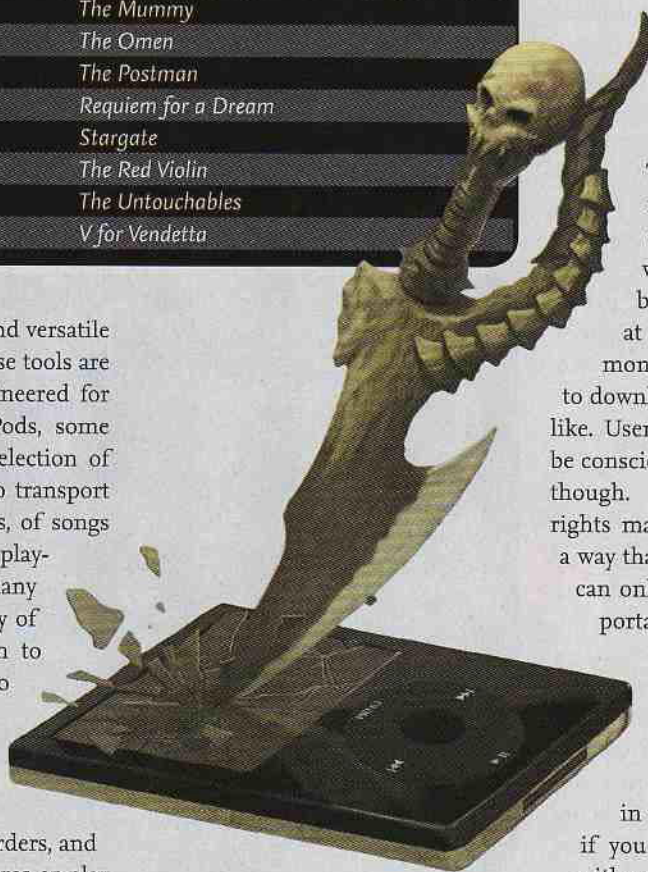 The Mummy
The Omen
The Postman
Requiem for a Dream
Stargate
The Red Violin
The Untouchables
V for Vendetta
nd versatile
se tools are
neered for
Pods, some
election of
o transport
s, of songs
play-
any
y of
n to
o
rders, and
MENU
at
mon
to downl
like. User
be conscio
though.
rights ma
a way tha
can onl
porta
in
if you